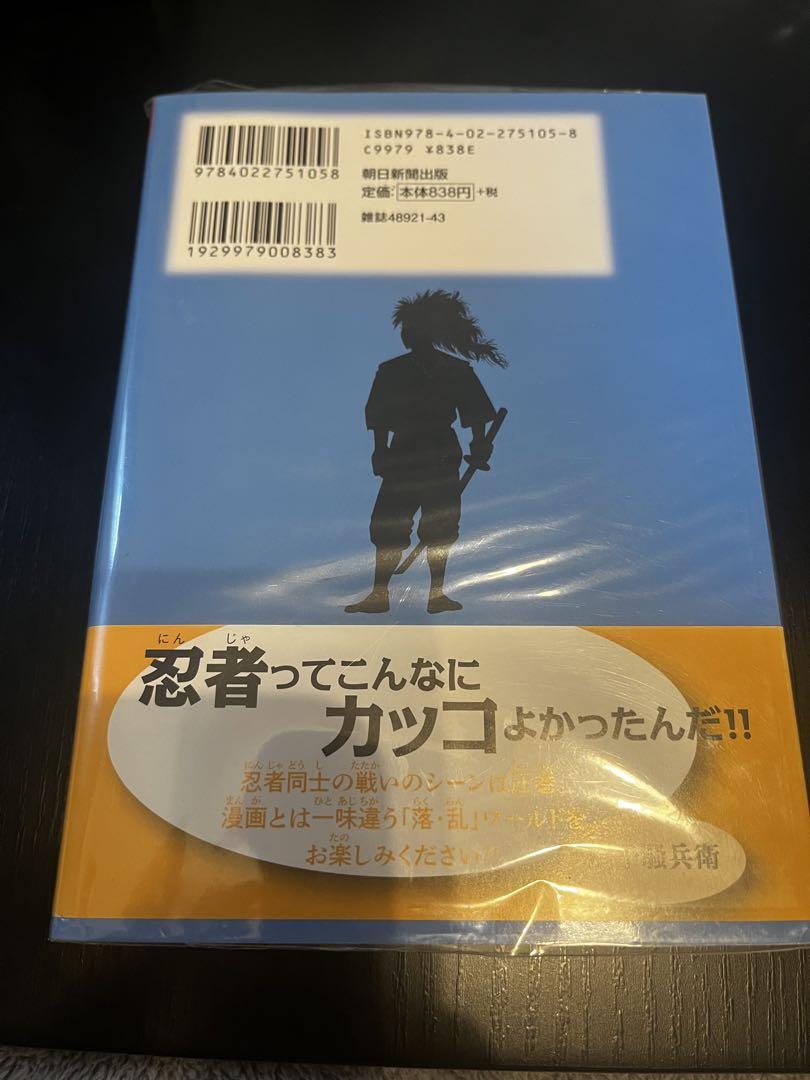 ISBN978-4-02-275105-8
C9979 ¥838E
9784022751058
朝日新聞出版
定価:本体838円+税
雑誌48921-43
1929979008383
にん じゃ
忍者ってこんなに
カッコよかったんだ!!
にんじゃどうし たたか
忍者同士の戦いのシーンは圧巻
まんが ひとあじちが らく らん
漫画とは一味違う「落・乱」ワールドを
たの
お楽しみください
騒兵衛